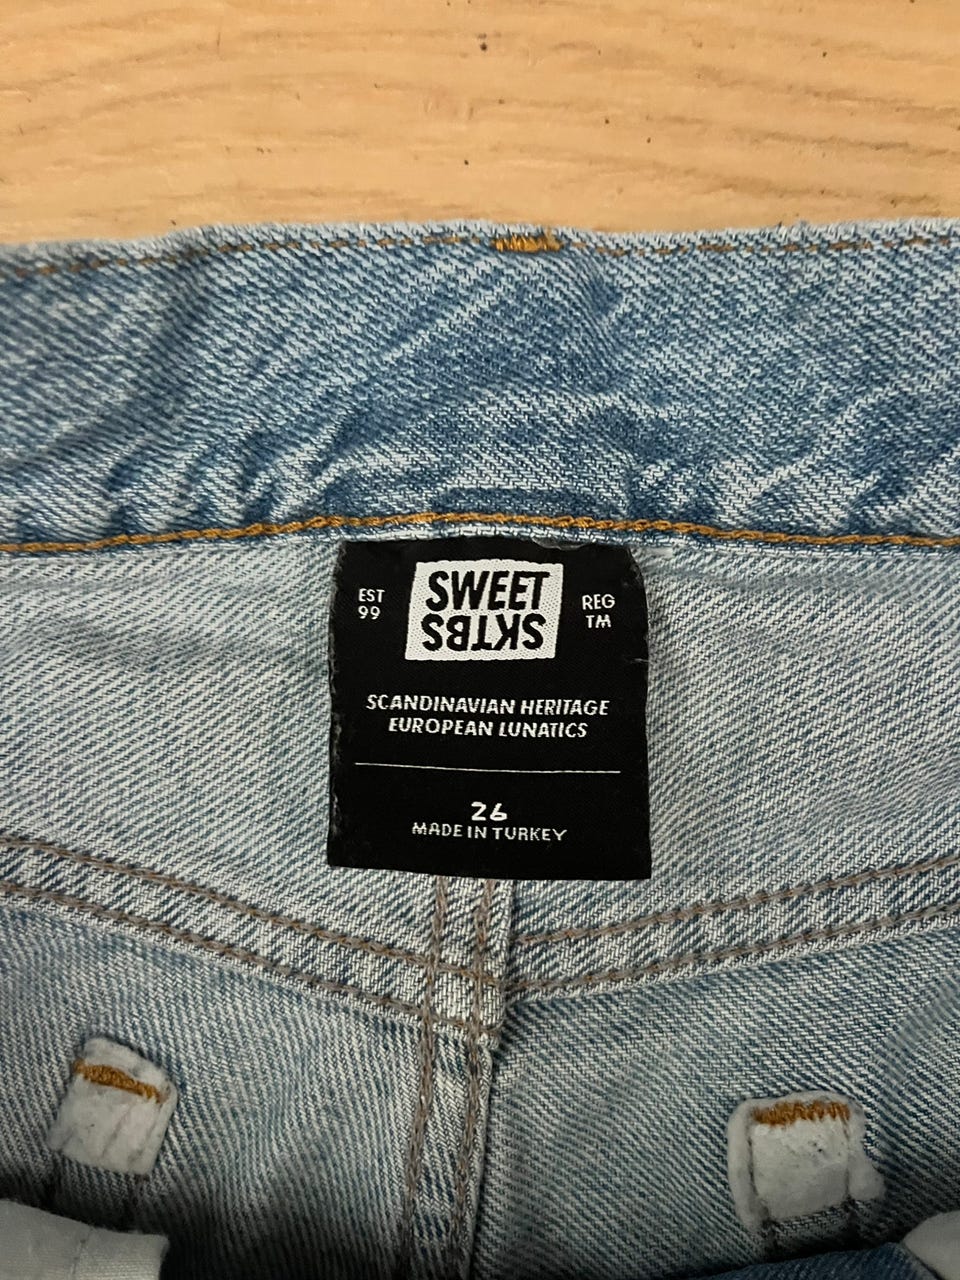 EST
99
SWEET
SKTBS
REG
TM
SCANDINAVIAN HERITAGE
EUROPEAN LUNATICS
26
MADE IN TURKEY